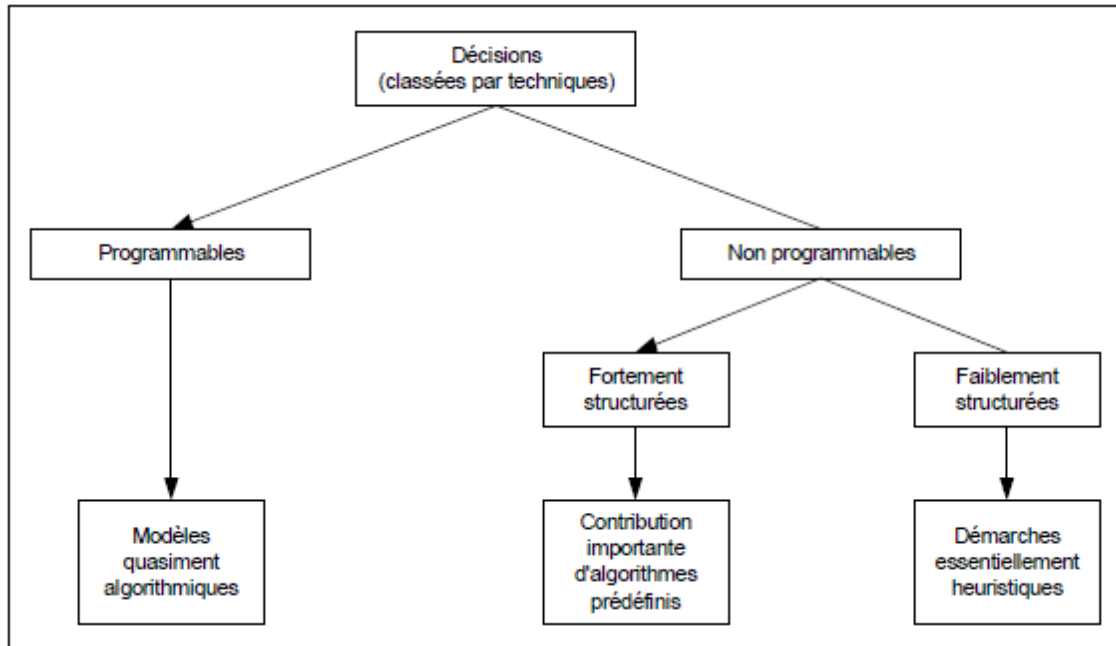 Décisions
(classées par techniques)
Programmables
Non programmables
Fortement
structurées
Faiblement
structurées
Modèles
quasiment
algorithmiques
Contribution
importante
d'algorithmes
prédéfinis
Démarches
essentiellement
heuristiques